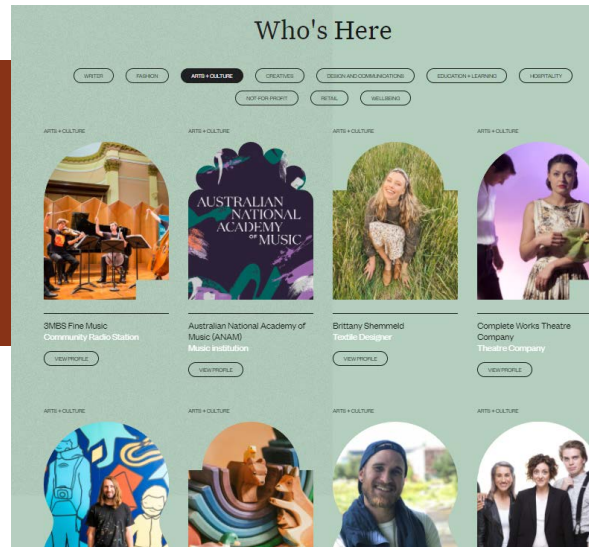 Who's Here
WRITER FASHION ARTS + CULTURE CREATIVES DESIGN AND COMMUNICATIONS EDUCATION + LEARNING HOSPITALITY
NOT-FOR-PROFIT RETAIL WELLBEING
ARTS + CULTURE
AUSTRALIAN
NATIONAL
ACADEMY
OF MUSIC
3MBS Fine Music
Community Radio Station
VIEW PROFILE
ARTS + CULTURE
Australian National Academy of
Music (ANAM)
Music institution
VIEW PROFILE
ARTS + CULTURE
Brittany Shemmeld
Textile Designer
VIEW PROFILE
ARTS + CULTURE
Complete Works Theatre
Company
Theatre Company
VIEW PROFILE
ARTS + CULTURE
ARTS + CULTURE
ARTS + CULTURE
ARTS + CULTURE